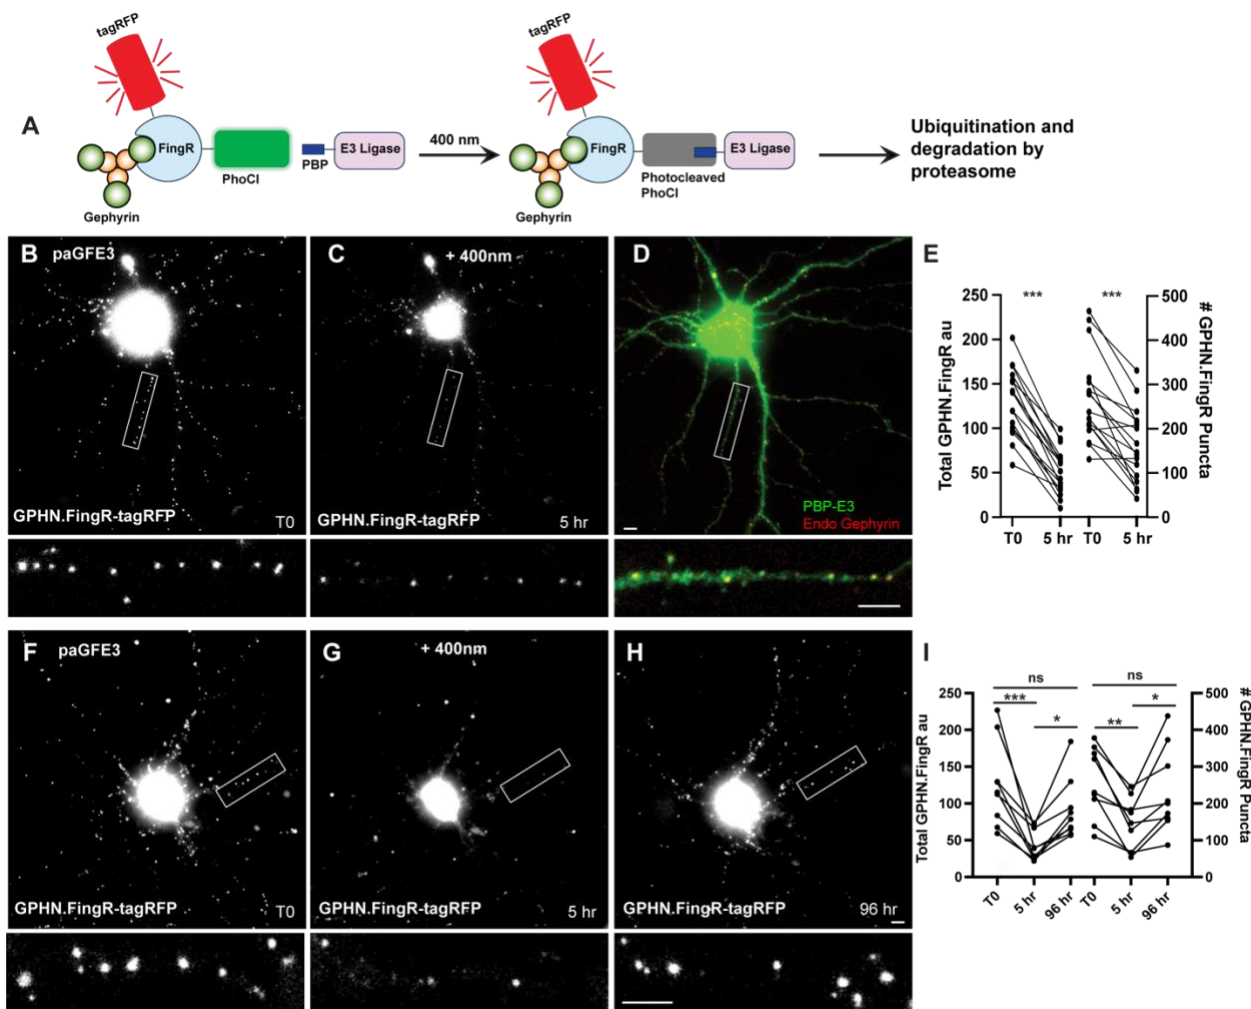 tagRFP
tagRFP
A
FingR
PhoCl
PBP
E3 Ligase
Gephyrin
400 nm
FingR
Photocleaved
PhoCl
E3 Ligase
Gephyrin
Ubiquitination and
degradation by
proteasome
B
paGFE3
GPHN.FingR-tagRFP
T0
C
+ 400nm
GPHN.FingR-tagRFP
5 hr
D
PBP-E3
Endo Gephyrin
E
***
***
Total GPHN.FingR au
250
200
150
100
50
0
T0
5 hr
T0
5 hr
500
400
300
200
100
0
# GPHN.FingR Puncta
F
paGFE3
GPHN.FingR-tagRFP
T0
G
+ 400nm
GPHN.FingR-tagRFP
5 hr
H
GPHN.FingR-tagRFP
96 hr
I
ns
ns
***
*
**
*
Total GPHN.FingR au
250
200
150
100
50
0
T0
5 hr
96 hr
T0
5 hr
96 hr
500
400
300
200
100
0
# GPHN.FingR Puncta